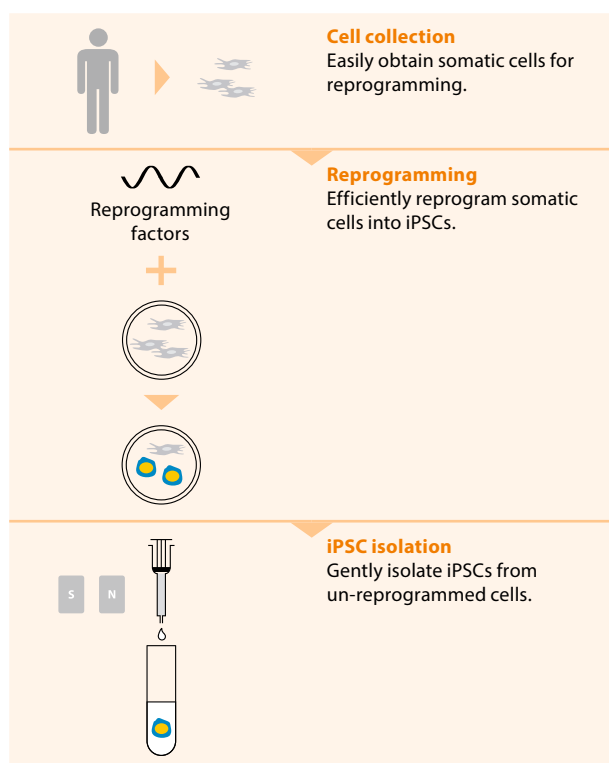 Cell collection
Easily obtain somatic cells for
reprogramming.
Reprogramming
factors
Reprogramming
Efficiently reprogram somatic
cells into iPSCs.
iPSC isolation
Gently isolate iPSCs from
un-reprogrammed cells.
S
N